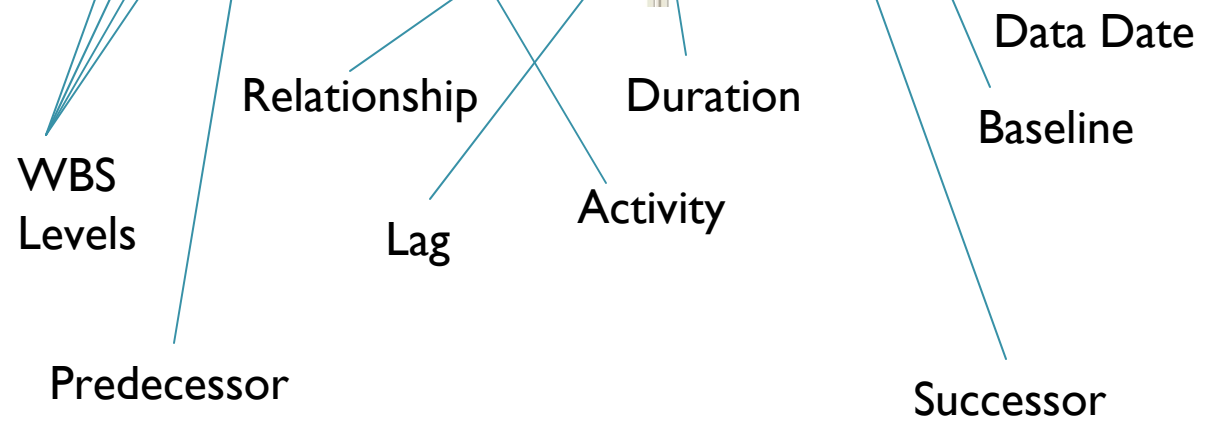 Data Date
Relationship
Duration
Baseline
WBS
Levels
Activity
Lag
Predecessor
Successor